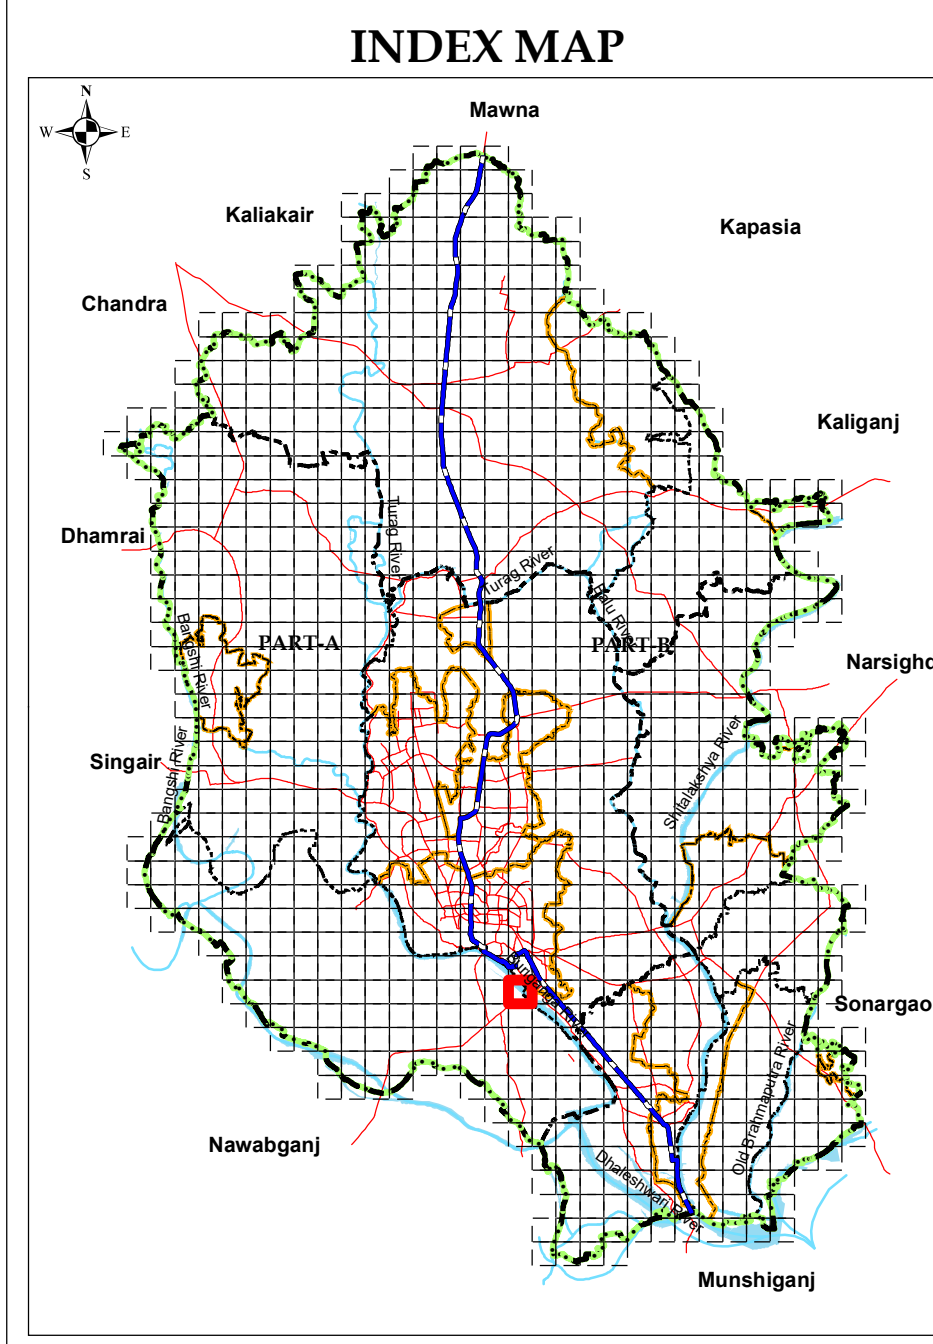 INDEX MAP
N
W E
S
Mawna
Kaliakair
Kapasia
Chandra
Kaliganj
Dhamrai
Turag River
Turag River
Balu River
Bangshi River
PART-A
PART-B
Narsighd
Shitalakshya River
Singair
Bangshi River
Buriganga River
Sonargao
Old Brahmaputra River
Nawabganj
Dhaleshwari River
Munshiganj